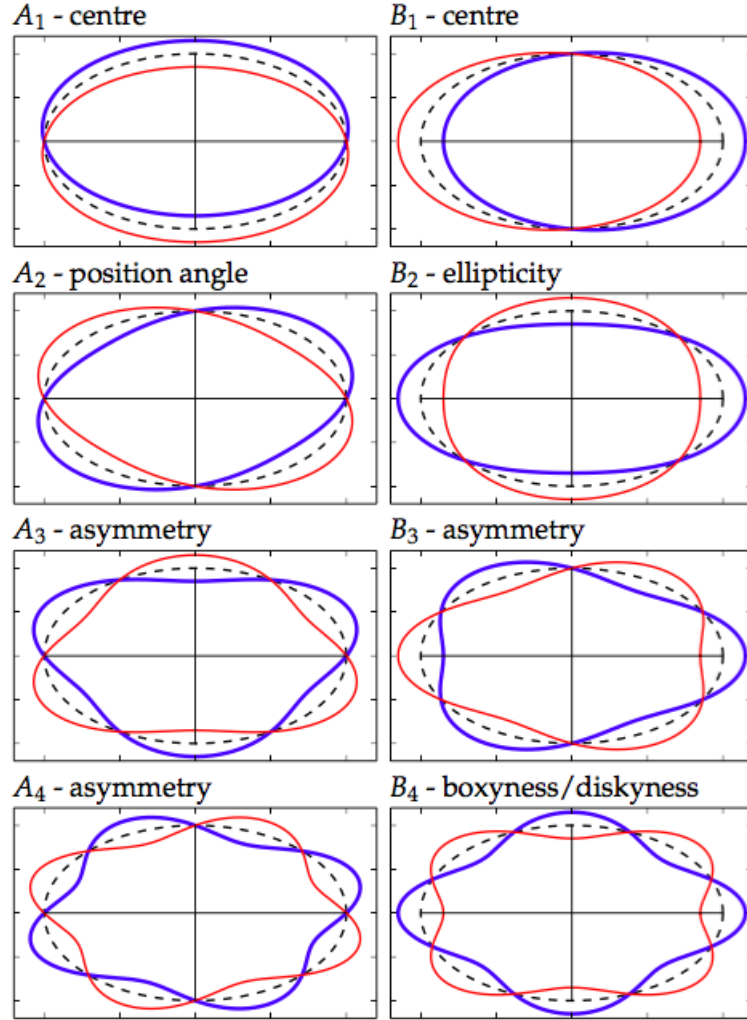 A₁ - centre
B₁ - centre
A₂ - position angle
B₂ - ellipticity
A₃ - asymmetry
B₃ - asymmetry
A₄ - asymmetry
B₄ - boxyness/diskyness